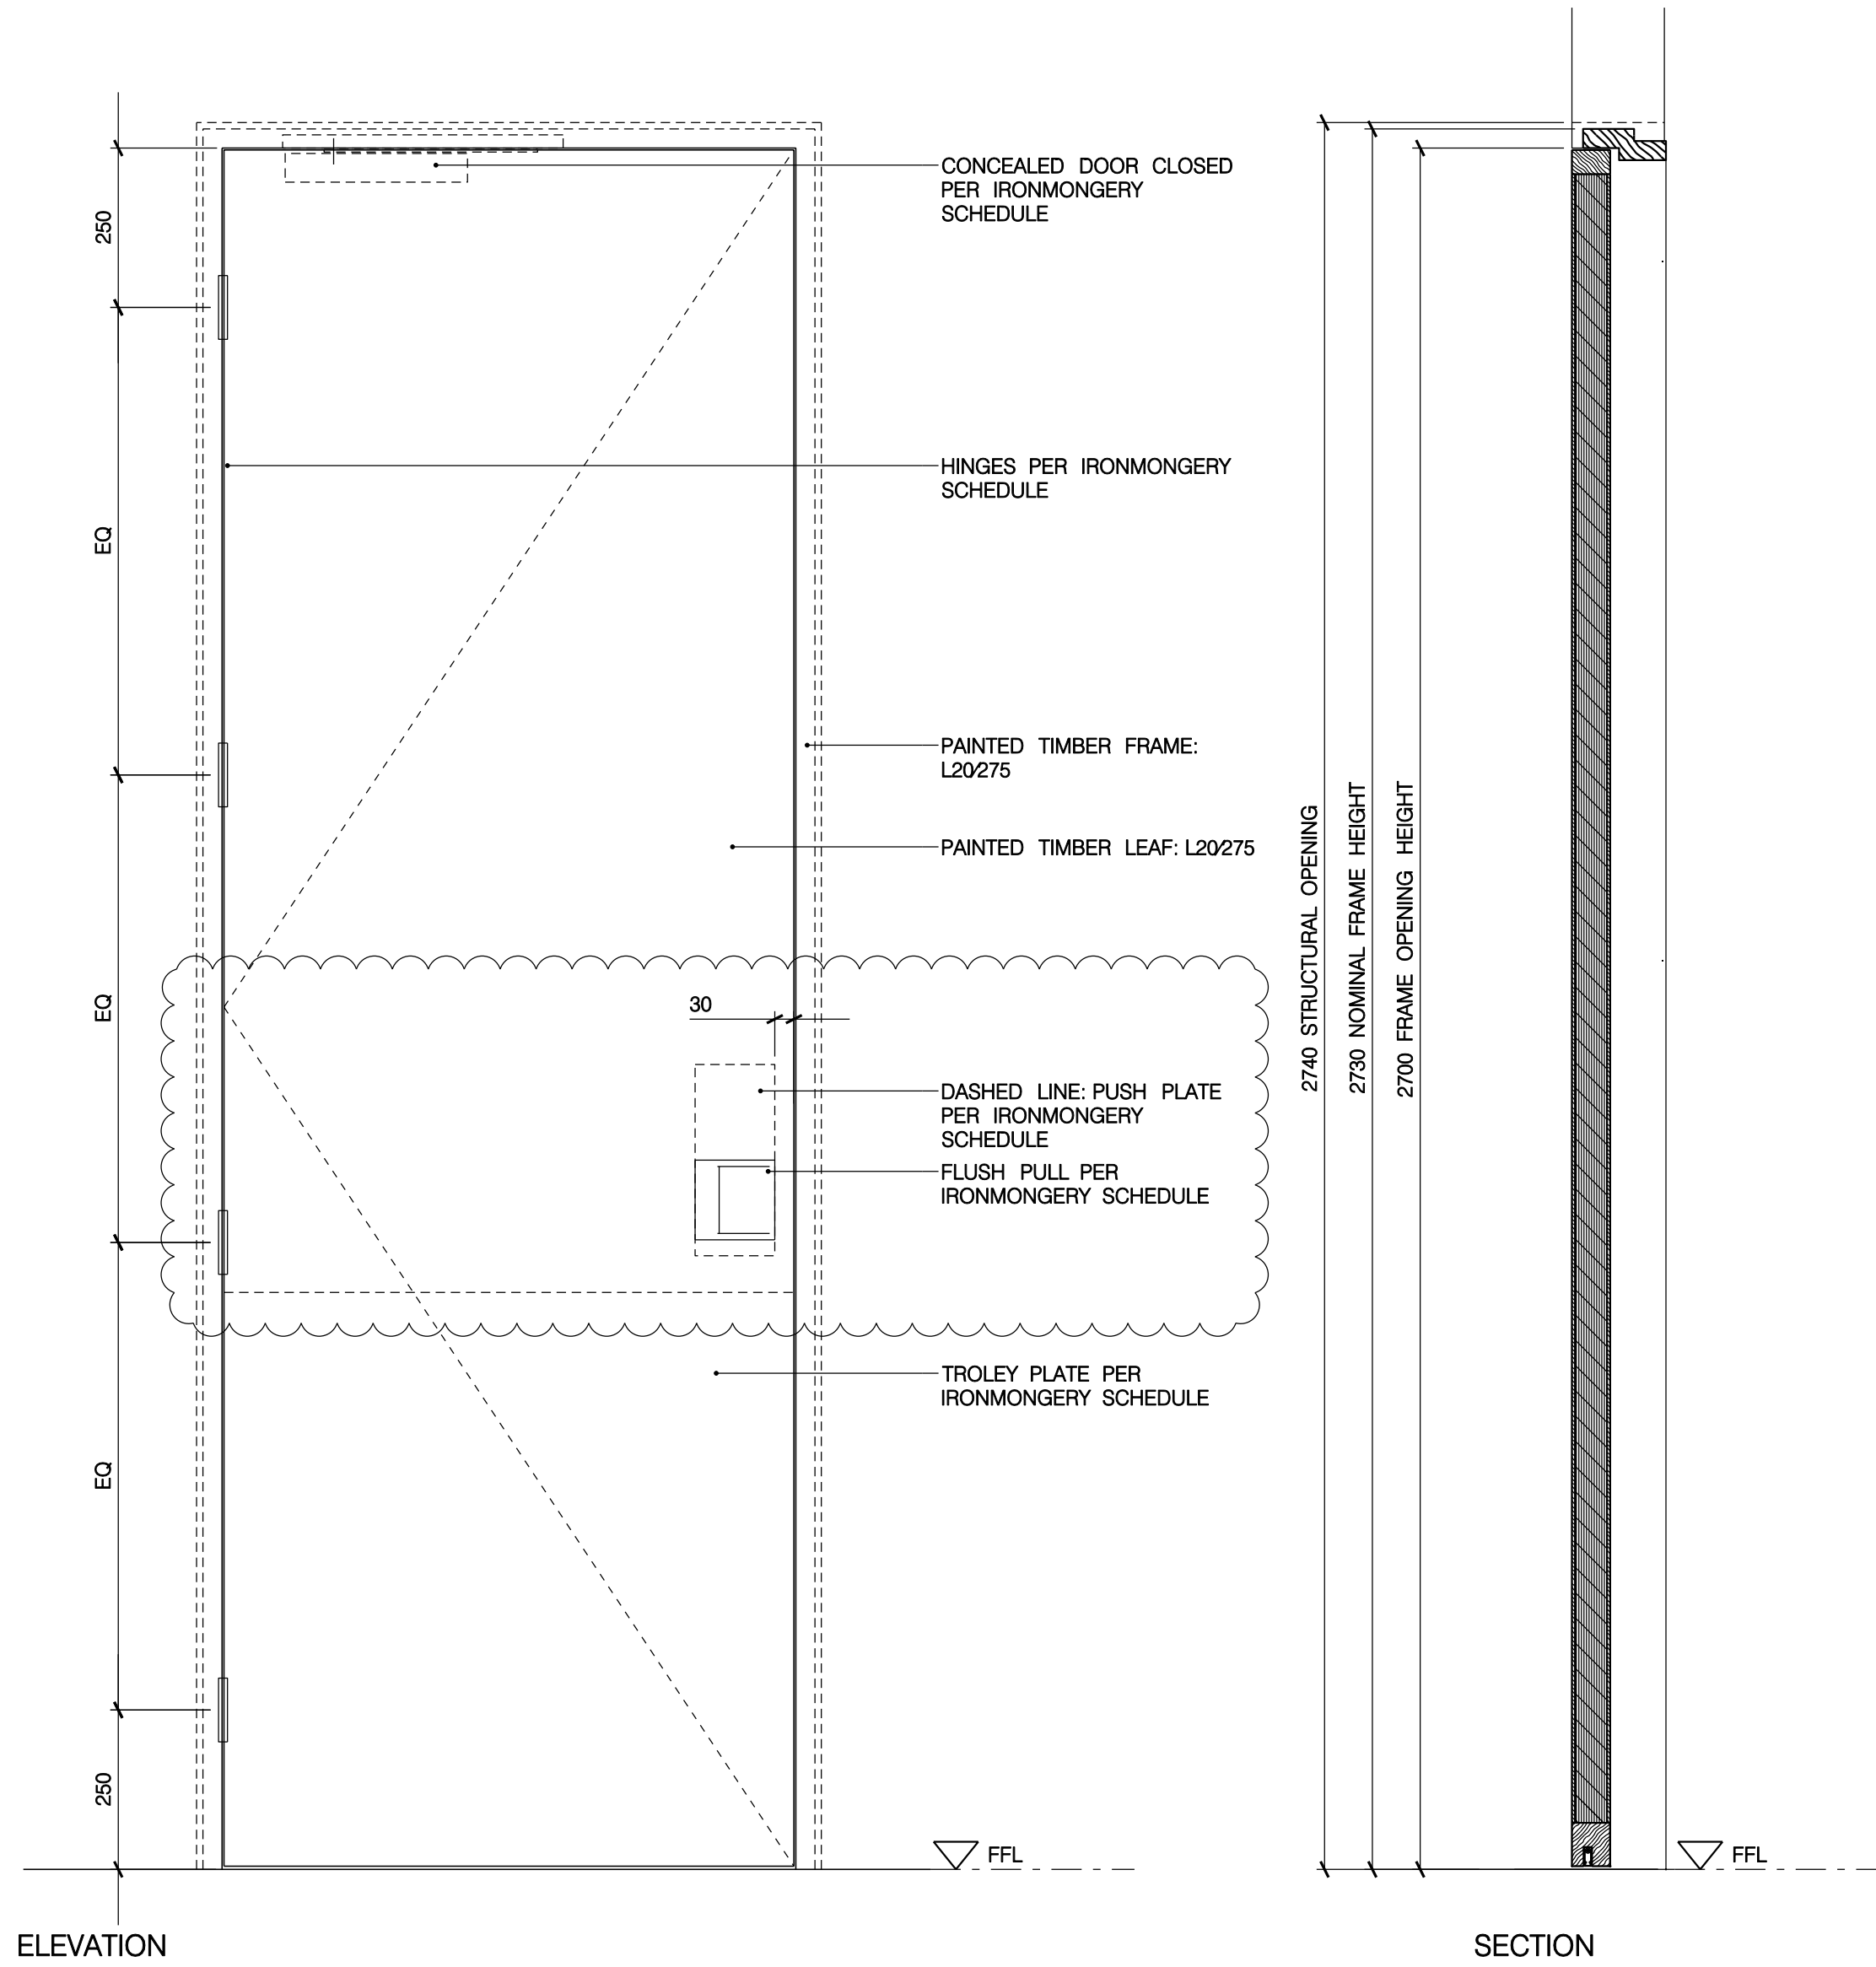 CONCEALED DOOR CLOSED
PER IRONMONGERY
SCHEDULE
250
HINGES PER IRONMONGERY
SCHEDULE
EQ
PAINTED TIMBER FRAME:
L20/275
PAINTED TIMBER LEAF: L20/275
EQ
30
DASHED LINE: PUSH PLATE
PER IRONMONGERY
SCHEDULE
FLUSH PULL PER
IRONMONGERY SCHEDULE
TROLEY PLATE PER
IRONMONGERY SCHEDULE
EQ
250
FFL
ELEVATION
2740 STRUCTURAL OPENING
2730 NOMINAL FRAME HEIGHT
2700 FRAME OPENING HEIGHT
FFL
SECTION